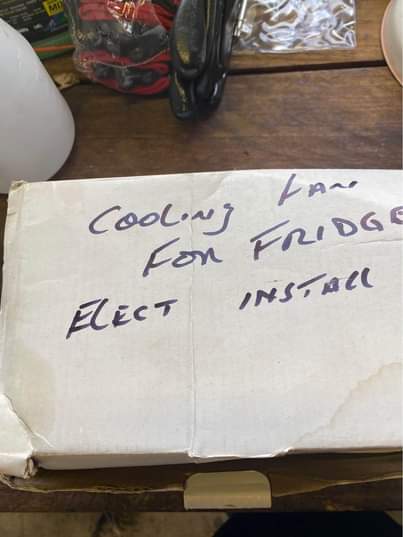 COOLING FAN
FOR FRIDGE
ELECT INSTALL